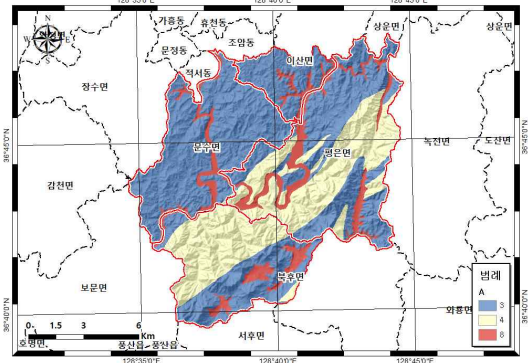 128°35'0"E 128°40'0"E 128°45'0"E
가흥동 휴천동 상운면 상운면
N
W E
S
문정동 조암동
이산면
적서동
장수면
36°45'0"N 문수면 평은면 녹전면 도산면 36°45'0"N
감천면
보문면 북후면
범례
A
3
4
8
와룡면
36°40'0"N 36°40'0"N
0 1.5 3 6
Km
호명면 풍산읍 풍산읍 서후면
128°35'0"E 128°40'0"E 128°45'0"E